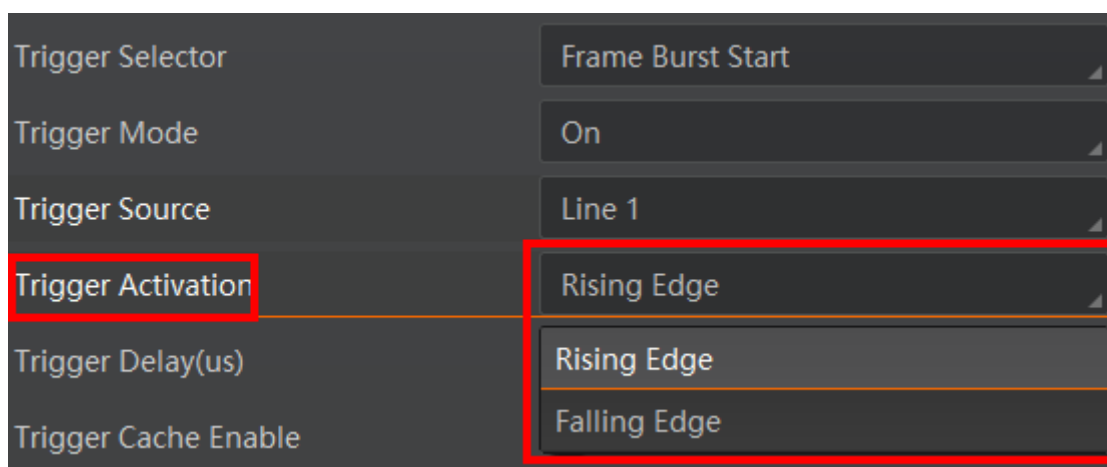 Trigger Selector Frame Burst Start
Trigger Mode On
Trigger Source Line 1
Trigger Activation Rising Edge
Trigger Delay(us) Rising Edge
Trigger Cache Enable Falling Edge